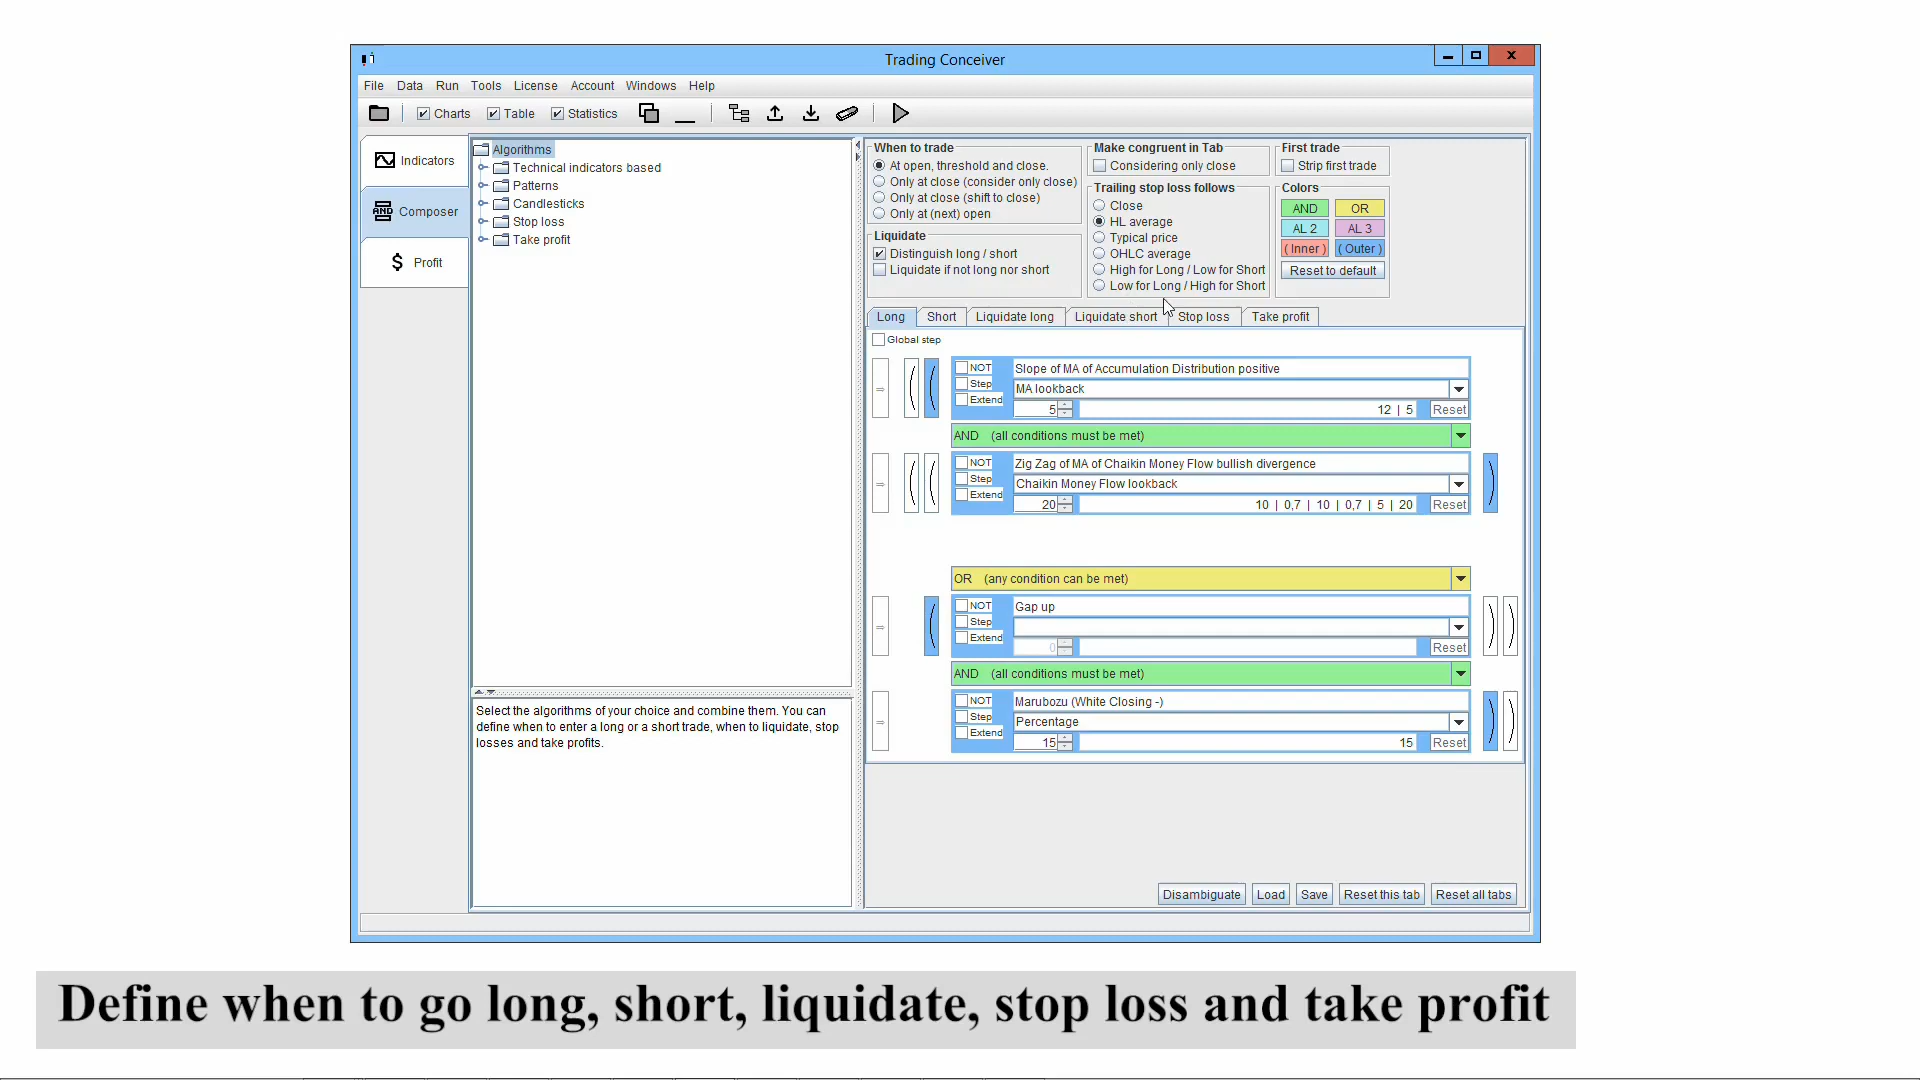 Trading Conceiver
File Data Run Tools License Account Windows Help
Charts Table Statistics
Indicators
Composer
Profit
Algorithms
Technical indicators based
Patterns
Candlesticks
Stop loss
Take profit
Select the algorithms of your choice and combine them. You can
define when to enter a long or a short trade, when to liquidate, stop
losses and take profits.
When to trade
At open, threshold and close.
Only at close (consider only close)
Only at close (shift to close)
Only at (next) open
Liquidate
Distinguish long / short
Liquidate if not long nor short
Make congruent in Tab
Considering only close
Trailing stop loss follows
Close
HL average
Typical price
OHLC average
High for Long / Low for Short
Low for Long / High for Short
First trade
Strip first trade
Colors
AND OR
AL 2 AL 3
( Inner ) ( Outer )
Reset to default
Long Short Liquidate long Liquidate short Stop loss Take profit
Global step
NOT Slope of MA of Accumulation Distribution positive
Step MA lookback
Extend 5 12 | 5 Reset
AND (all conditions must be met)
NOT Zig Zag of MA of Chaikin Money Flow bullish divergence
Step Chaikin Money Flow lookback
Extend 20 10 | 0,7 | 10 | 0,7 | 5 | 20 Reset
OR (any condition can be met)
NOT Gap up
Step
Extend 0 Reset
AND (all conditions must be met)
NOT Marubozu (White Closing -)
Step Percentage
Extend 15 15 Reset
Disambiguate Load Save Reset this tab Reset all tabs
Define when to go long, short, liquidate, stop loss and take profit